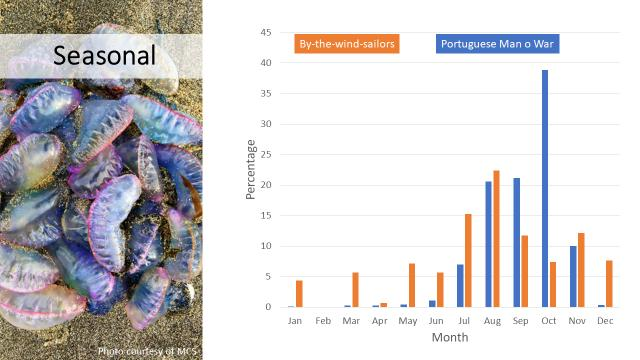 Seasonal
Photo courtesy of MCS
By-the-wind-sailors
Portuguese Man o War
45
40
35
30
25
20
15
10
5
0
Percentage
Jan Feb Mar Apr May Jun Jul Aug Sep Oct Nov Dec
Month